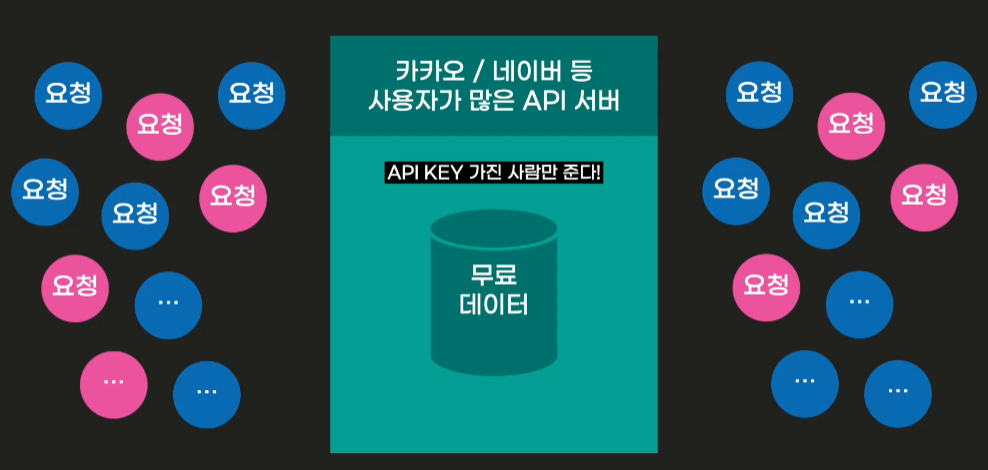 카카오 / 네이버 등
사용자가 많은 API 서버
API KEY 가진 사람만 준다!
무료
데이터
요청
요청
요청
요청
요청
요청
요청
...
...
...
요청
요청
요청
요청
요청
요청
요청
...
...
...